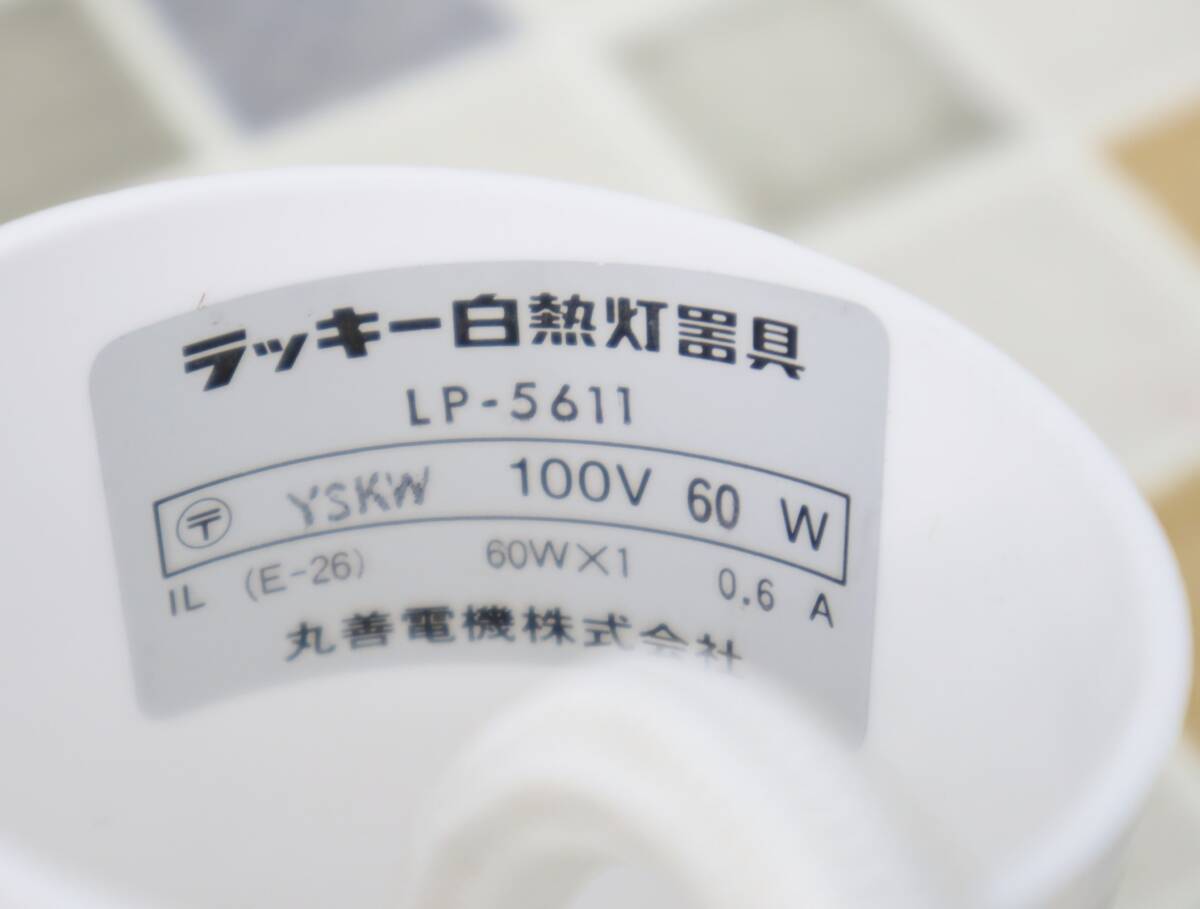 ラッキー白熱灯器具
LP-5611
〒 YSKW 100V 60 W
IL (E-26) 60W×1 0.6 A
丸善電機株式会社